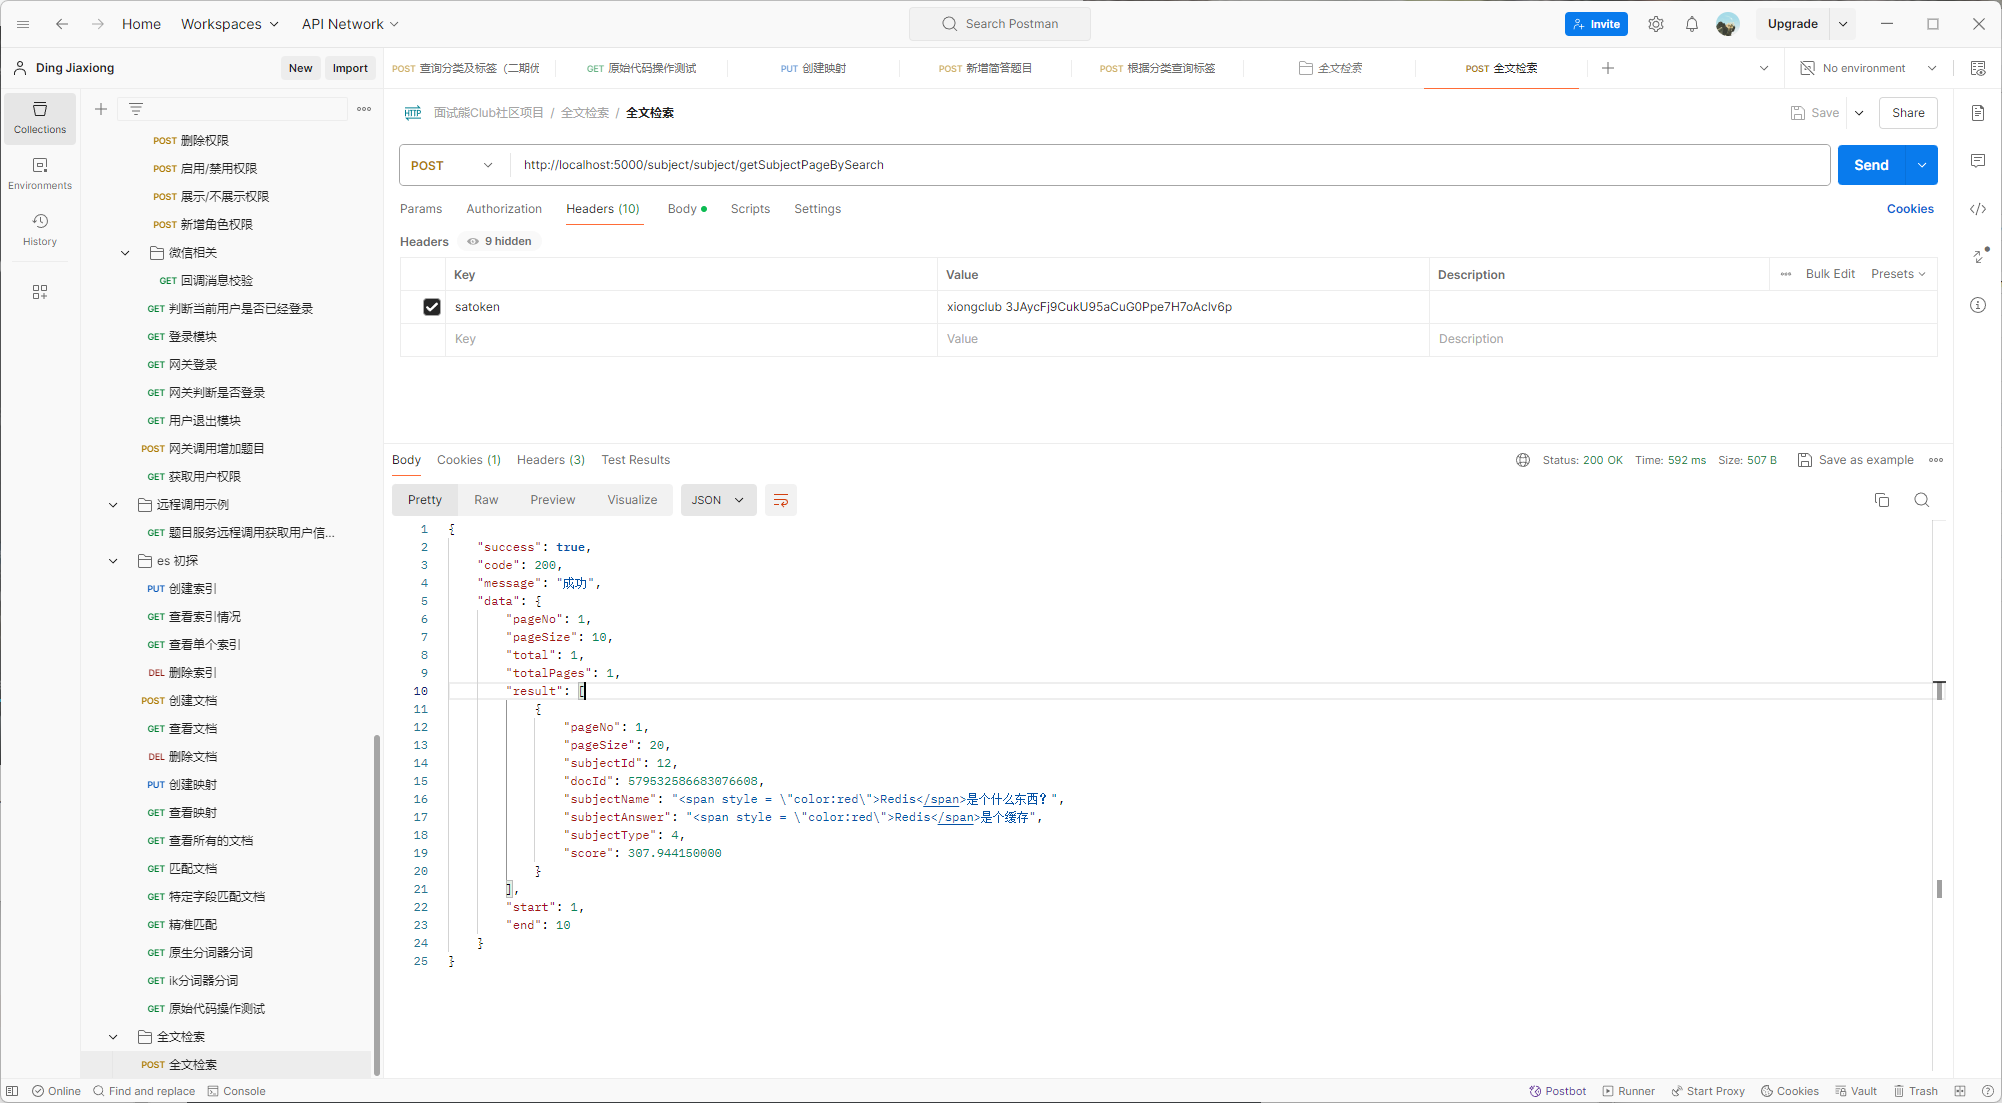 Home Workspaces API Network Search Postman Invite Upgrade
Ding Jiaxiong New Import
POST 查询分类及标签（二期优 GET 原始代码操作测试 PUT 创建映射 POST 新增简答题目 POST 根据分类查询标签 全文检索 POST 全文检索 No environment
Collections
Environments
History
POST 删除权限
POST 启用/禁用权限
POST 展示/不展示权限
POST 新增角色权限
微信相关
GET 回调消息校验
GET 判断当前用户是否已经登录
GET 登录模块
GET 网关登录
GET 网关判断是否登录
GET 用户退出模块
POST 网关调用增加题目
GET 获取用户权限
远程调用示例
GET 题目服务远程调用获取用户信...
es 初探
PUT 创建索引
GET 查看索引情况
GET 查看单个索引
DEL 删除索引
POST 创建文档
GET 查看文档
DEL 删除文档
PUT 创建映射
GET 查看映射
GET 查看所有的文档
GET 匹配文档
GET 特定字段匹配文档
GET 精准匹配
GET 原生分词器分词
GET ik分词器分词
GET 原始代码操作测试
全文检索
POST 全文检索
HTTP 面试熊Club社区项目 / 全文检索 / 全文检索 Save Share
POST http://localhost:5000/subject/subject/getSubjectPageBySearch Send
Params Authorization Headers (10) Body Scripts Settings Cookies
Headers 9 hidden
Key Value Description Bulk Edit Presets
satoken xiongclub 3JAycFj9CukU95aCuG0Ppe7H7oAclv6p
Key Value Description
Body Cookies (1) Headers (3) Test Results Status: 200 OK Time: 592 ms Size: 507 B Save as example
Pretty Raw Preview Visualize JSON
1 {
2 "success": true,
3 "code": 200,
4 "message": "成功",
5 "data": {
6 "pageNo": 1,
7 "pageSize": 10,
8 "total": 1,
9 "totalPages": 1,
10 "result": [
11 {
12 "pageNo": 1,
13 "pageSize": 20,
14 "subjectId": 12,
15 "docId": 579532586683076608,
16 "subjectName": "<span style = \"color:red\">Redis</span>是个什么东西？",
17 "subjectAnswer": "<span style = \"color:red\">Redis</span>是个缓存",
18 "subjectType": 4,
19 "score": 307.944150000
20 }
21 ],
22 "start": 1,
23 "end": 10
24 }
25 }
Online Find and replace Console Postbot Runner Start Proxy Cookies Vault Trash